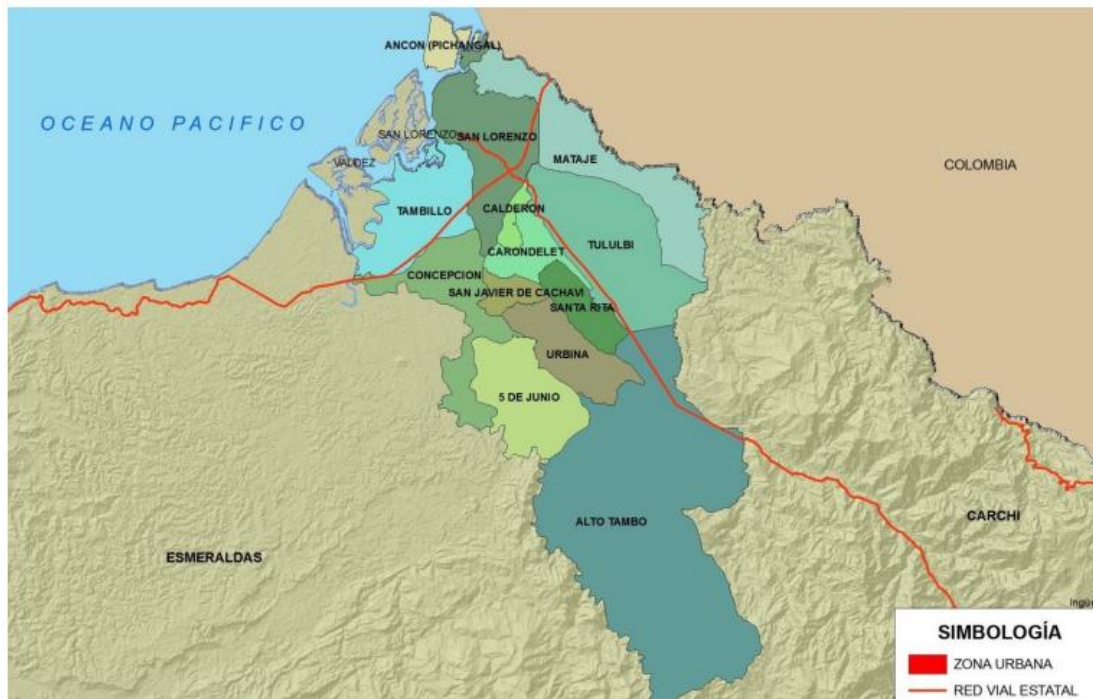 ANCON (PICHANGAL)
OCEANO PACIFICO
SAN LORENZO
SAN LORENZO
VALDEZ
MATAJE
COLOMBIA
TAMBILLO
CALDERON
TULULBI
CARONDELET
CONCEPCION
SAN JAVIER DE CACHAVI
SANTA RITA
URBINA
5 DE JUNIO
ALTO TAMBO
CARCHI
ESMERALDAS
SIMBOLOGÍA
ZONA URBANA
RED VIAL ESTATAL